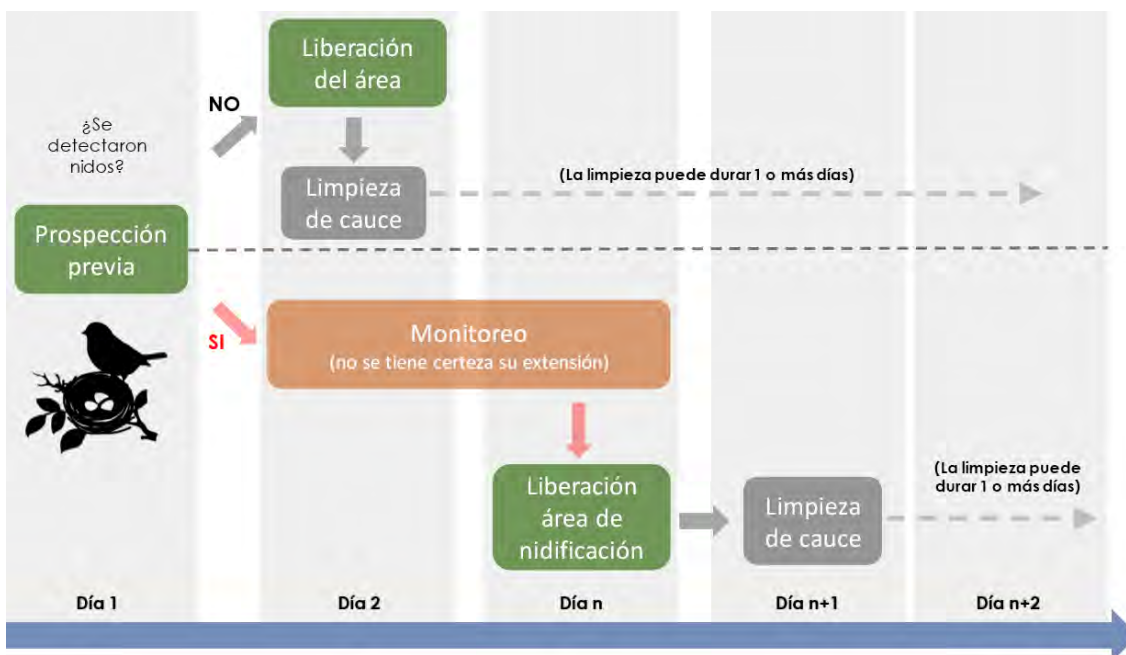 Liberación
del área
NO
¿Se
detectaron
nidos?
Limpieza
de cauce
(La limpieza puede durar 1 o más días)
Prospección
previa
SI
Monitoreo
(no se tiene certeza su extensión)
Liberación
área de
nidificación
Limpieza
de cauce
(La limpieza puede
durar 1 o más días)
Día 1
Día 2
Día n
Día n+1
Día n+2